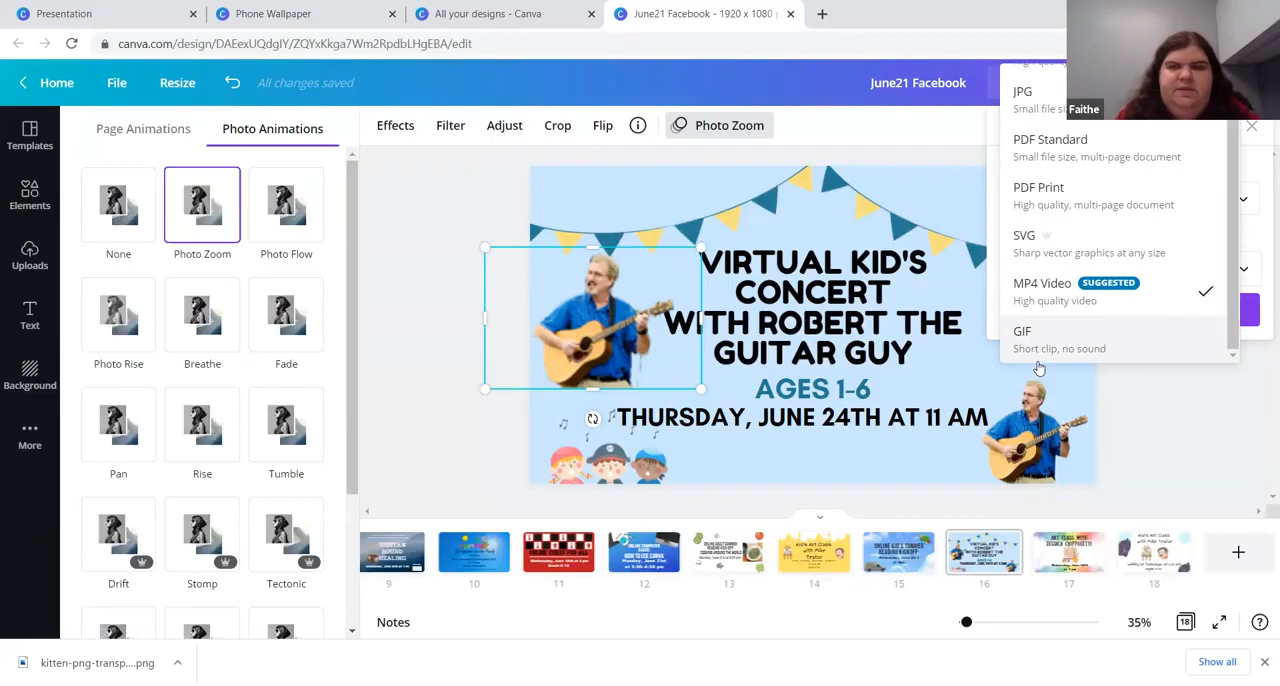 Presentation
Phone Wallpaper
All your designs - Canva
June21 Facebook - 1920 x 1080
canva.com/design/DAEexUQdgIY/ZQYxKkga7Wm2RpdbLHgEBA/edit
Home
File
Resize
All changes saved
June21 Facebook
Faithe
Templates
Elements
Uploads
Text
Background
More
Page Animations
Photo Animations
None
Photo Zoom
Photo Flow
Photo Rise
Breathe
Fade
Pan
Rise
Tumble
Drift
Stomp
Tectonic
Effects
Filter
Adjust
Crop
Flip
Photo Zoom
VIRTUAL KID'S
CONCERT
WITH ROBERT THE
GUITAR GUY
AGES 1-6
THURSDAY, JUNE 24TH AT 11 AM
JPG
Small file si
PDF Standard
Small file size, multi-page document
PDF Print
High quality, multi-page document
SVG
Sharp vector graphics at any size
MP4 Video SUGGESTED
High quality video
GIF
Short clip, no sound
9
10
11
12
13
14
15
16
17
18
Notes
35%
18
kitten-png-transp....png
Show all